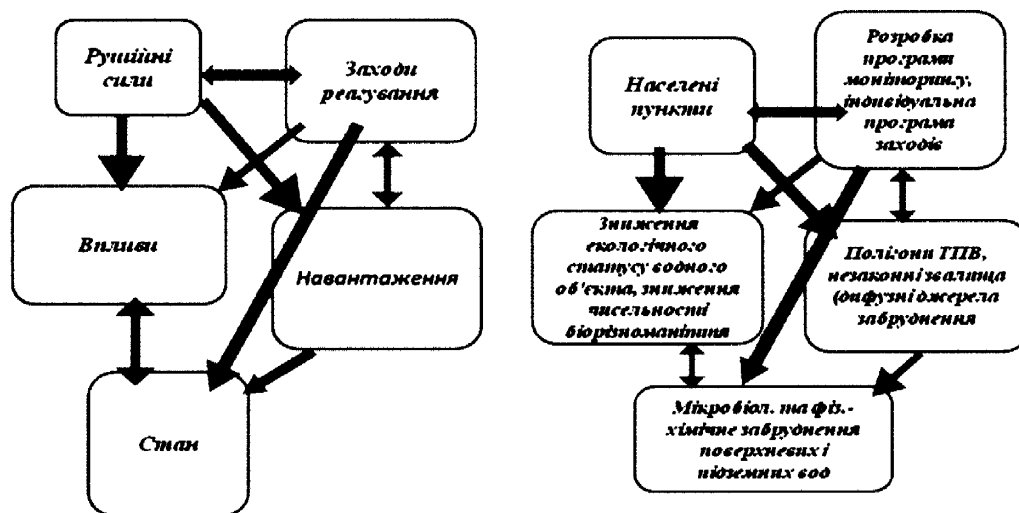 Рушійні
сили
Заходи
реагування
Впливи
Навантаження
Стан
Населені
пункти
Розробка
програми
моніторингу,
індивідуальна
програма
заходів
Зниження
екологічного
статусу водного
об'єкта, зниження
чисельності
біорізноманіття
Полігони ТПВ,
незаконні звалища
(дифузні джерела
забруднення
Мікробіол. та фіз.-
хімічне забруднення
поверхневих і
підземних вод